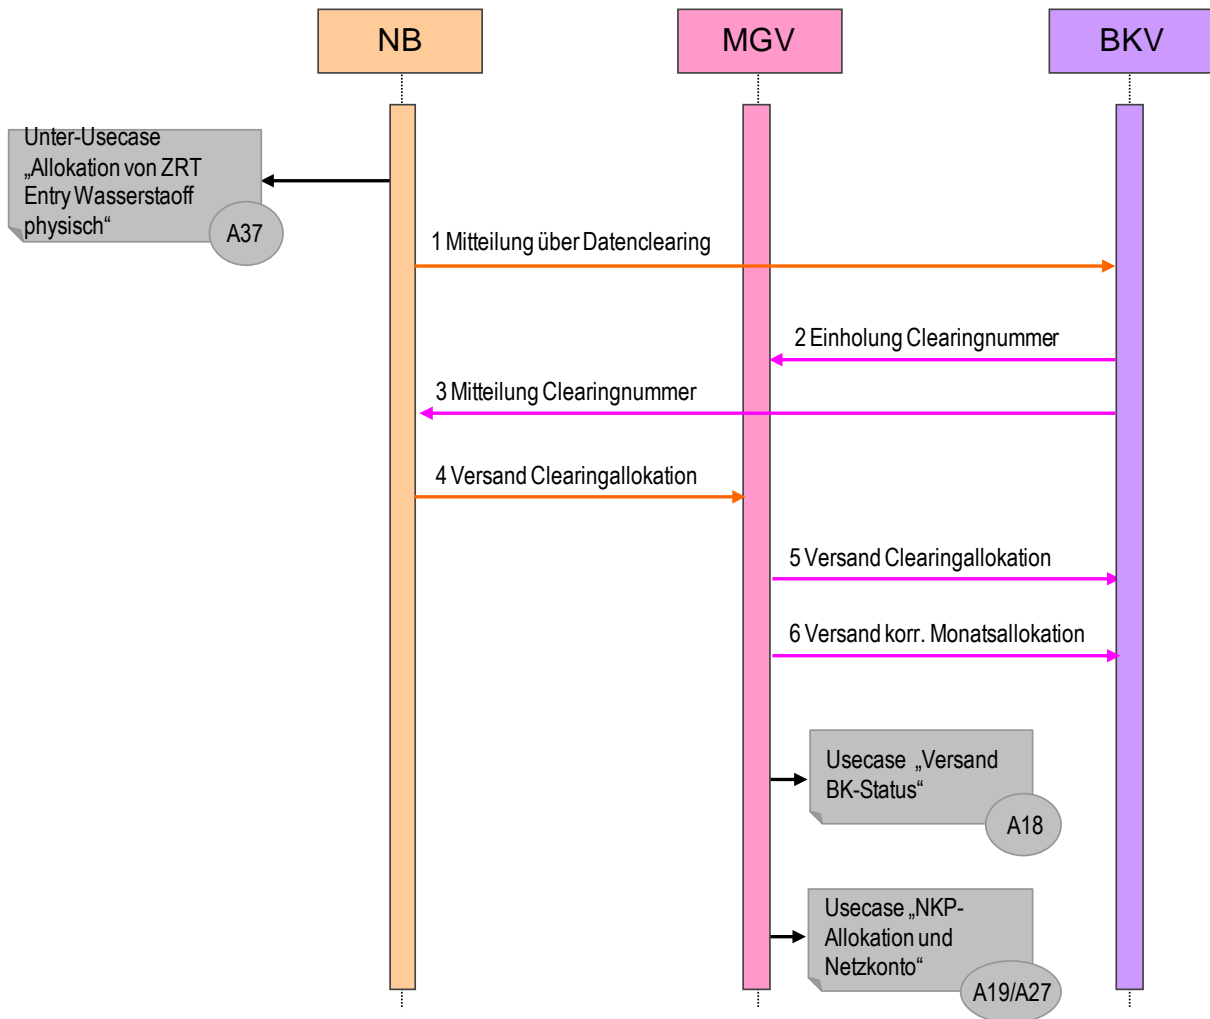 NB
MGV
BKV
Unter-Usecase
„Allokation von ZRT
Entry Wasserstaoff
physisch“
A37
1 Mitteilung über Datenclearing
2 Einholung Clearingnummer
3 Mitteilung Clearingnummer
4 Versand Clearingallokation
5 Versand Clearingallokation
6 Versand korr. Monatsallokation
Usecase „Versand
BK-Status“
A18
Usecase „NKP-
Allokation und
Netzkonto“
A19/A27